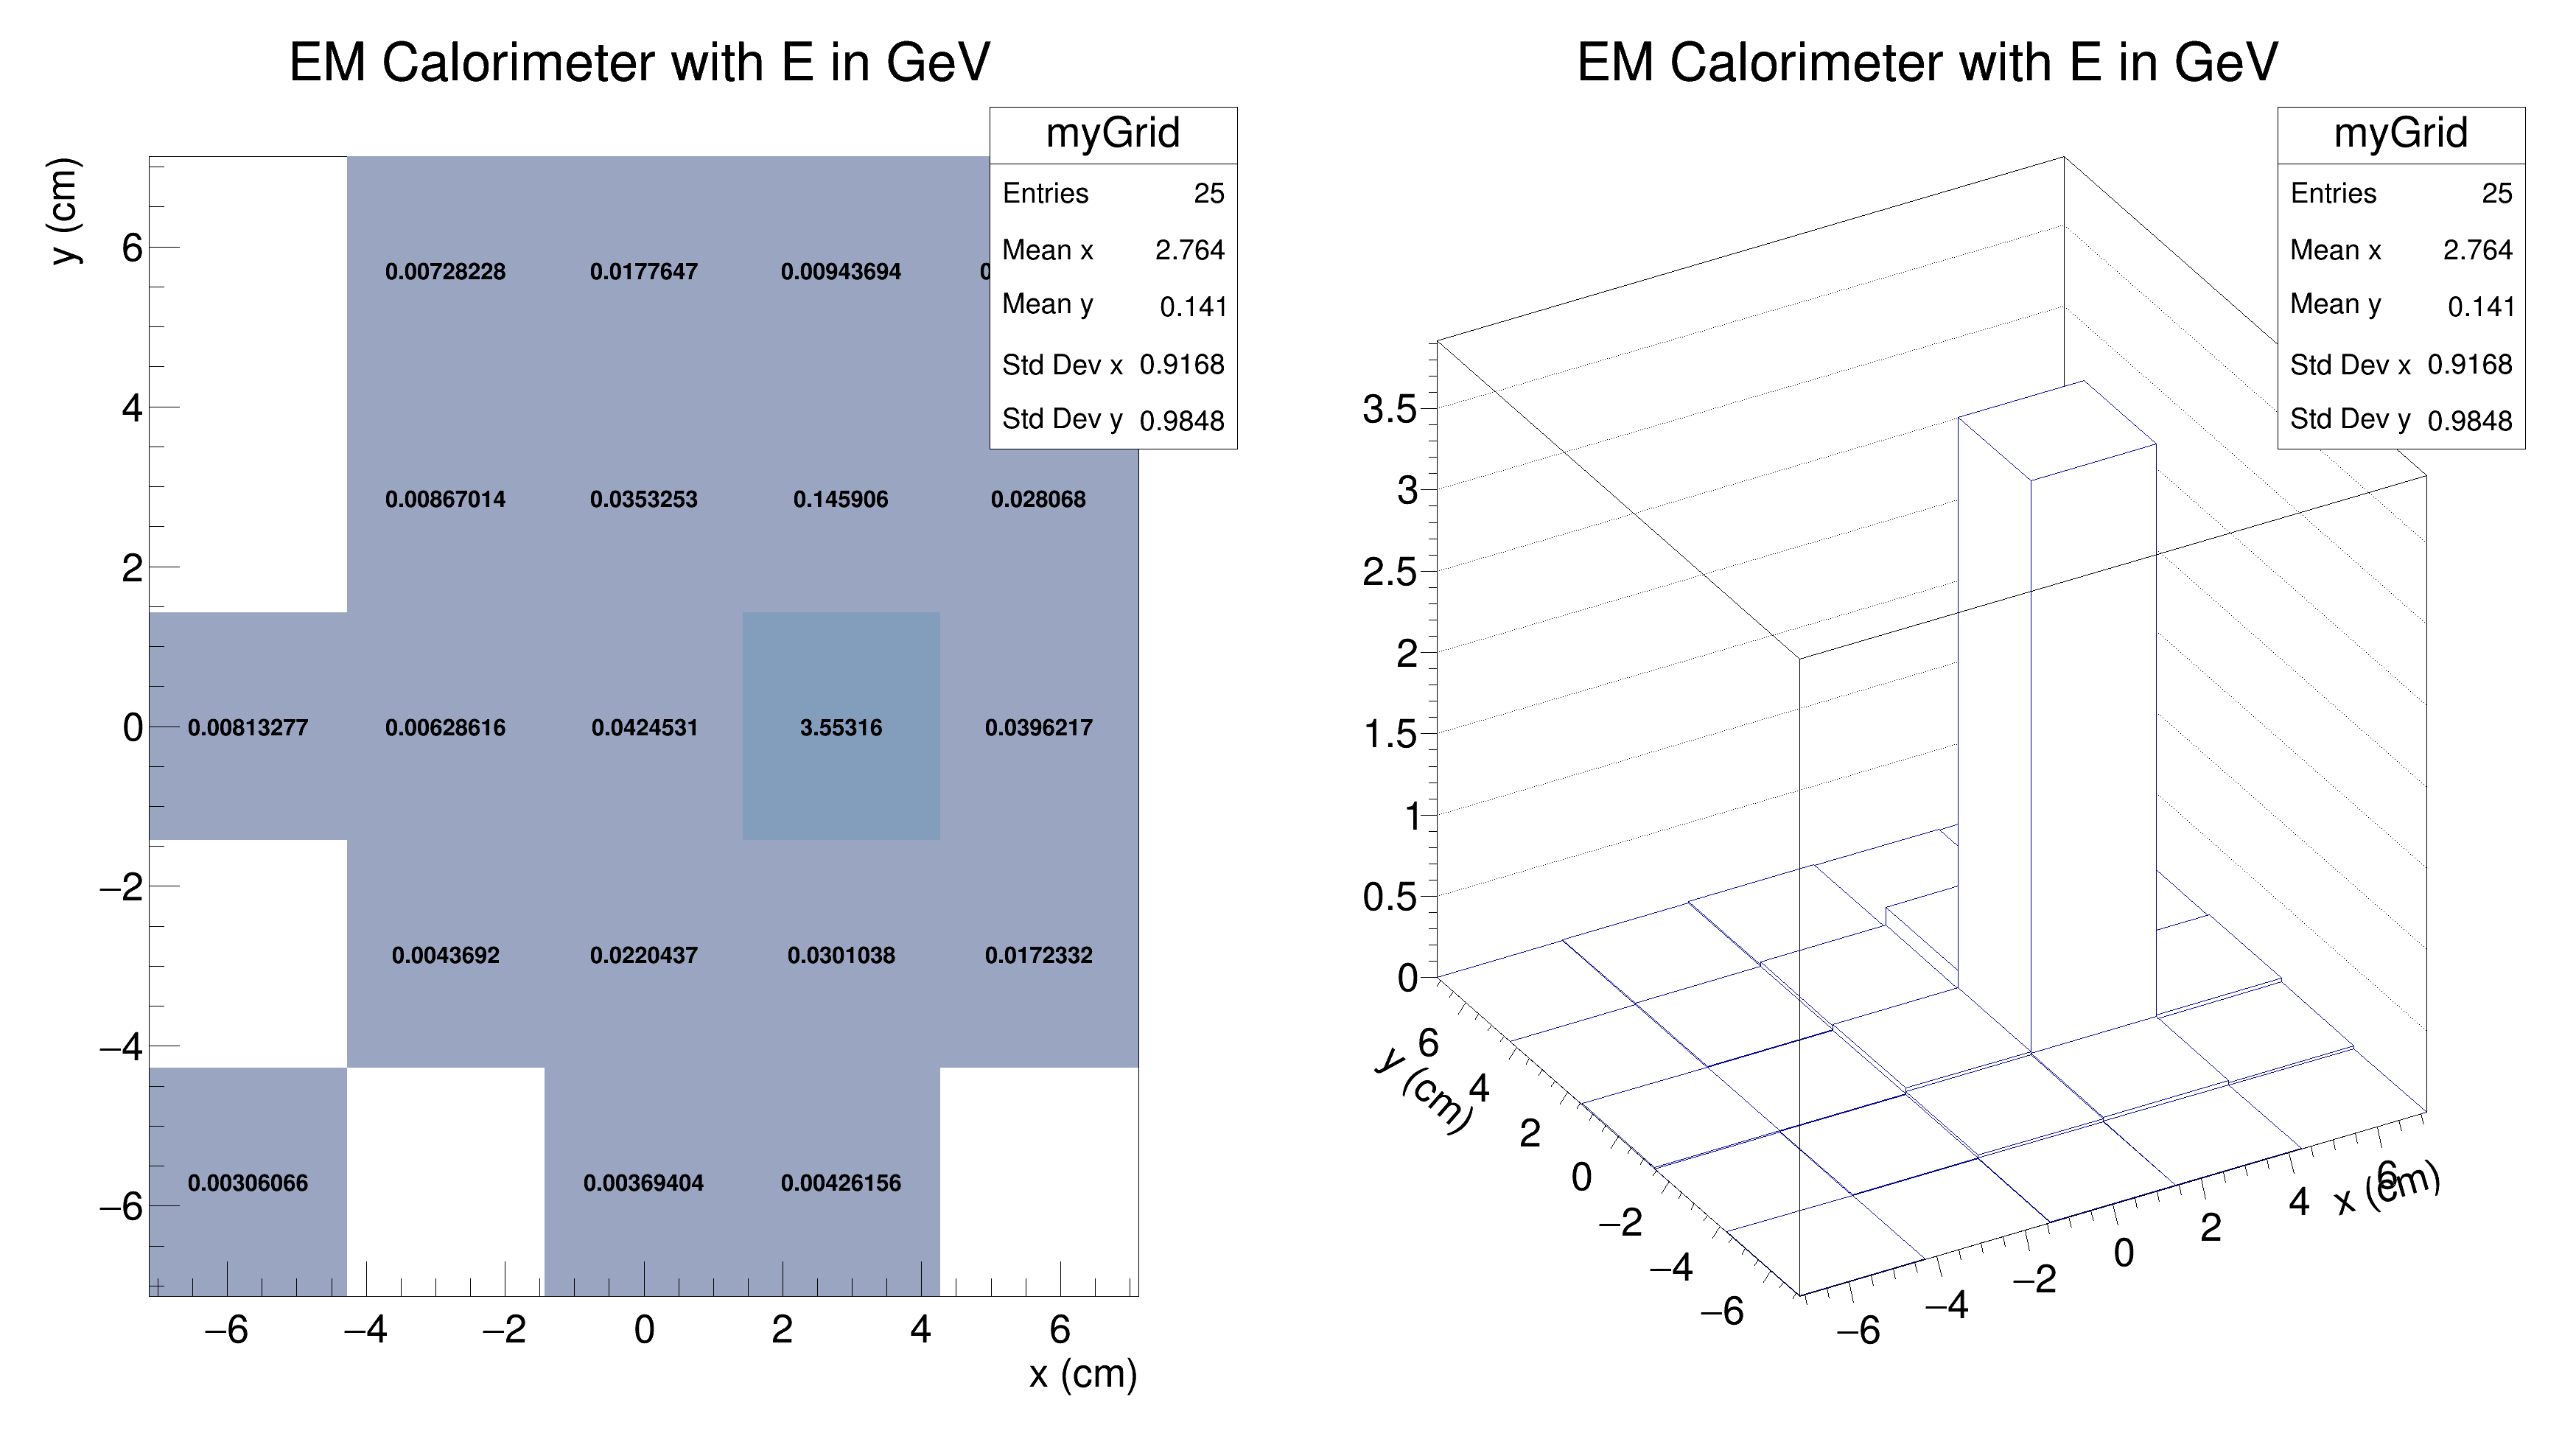 EM Calorimeter with E in GeV
myGrid
Entries 25
Mean x 2.764
Mean y 0.141
Std Dev x 0.9168
Std Dev y 0.9848
y (cm)
6
4
2
0
−2
−4
−6
0.00728228 0.0177647 0.00943694
0.00867014 0.0353253 0.145906 0.028068
0.00813277 0.00628616 0.0424531 3.55316 0.0396217
0.0043692 0.0220437 0.0301038 0.0172332
0.00306066 0.00369404 0.00426156
−6 −4 −2 0 2 4 6
x (cm)
EM Calorimeter with E in GeV
myGrid
Entries 25
Mean x 2.764
Mean y 0.141
Std Dev x 0.9168
Std Dev y 0.9848
3.5
3
2.5
2
1.5
1
0.5
0
6
4
2
0
−2
−4
−6
y (cm)
−6 −4 −2 0 2 4 6
x (cm)